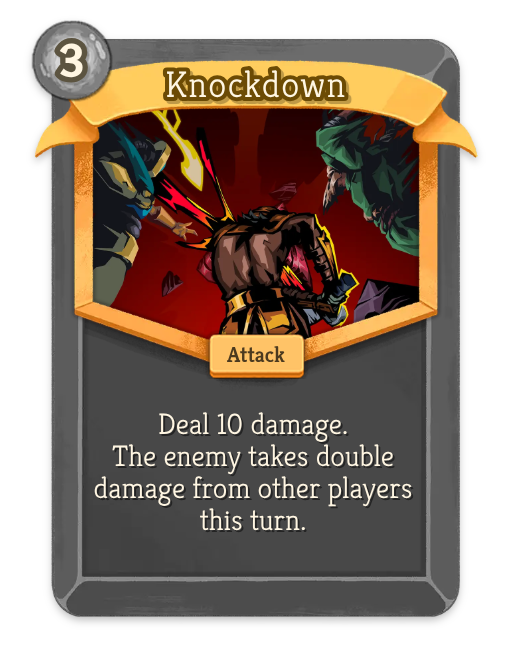 3
Knockdown
Attack
Deal 10 damage.
The enemy takes double
damage from other players
this turn.